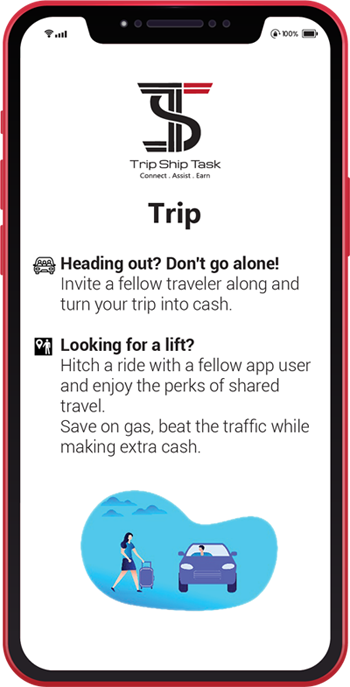 100%
Trip Ship Task
Connect . Assist . Earn
Trip
Heading out? Don't go alone!
Invite a fellow traveler along and
turn your trip into cash.
Looking for a lift?
Hitch a ride with a fellow app user
and enjoy the perks of shared
travel.
Save on gas, beat the traffic while
making extra cash.